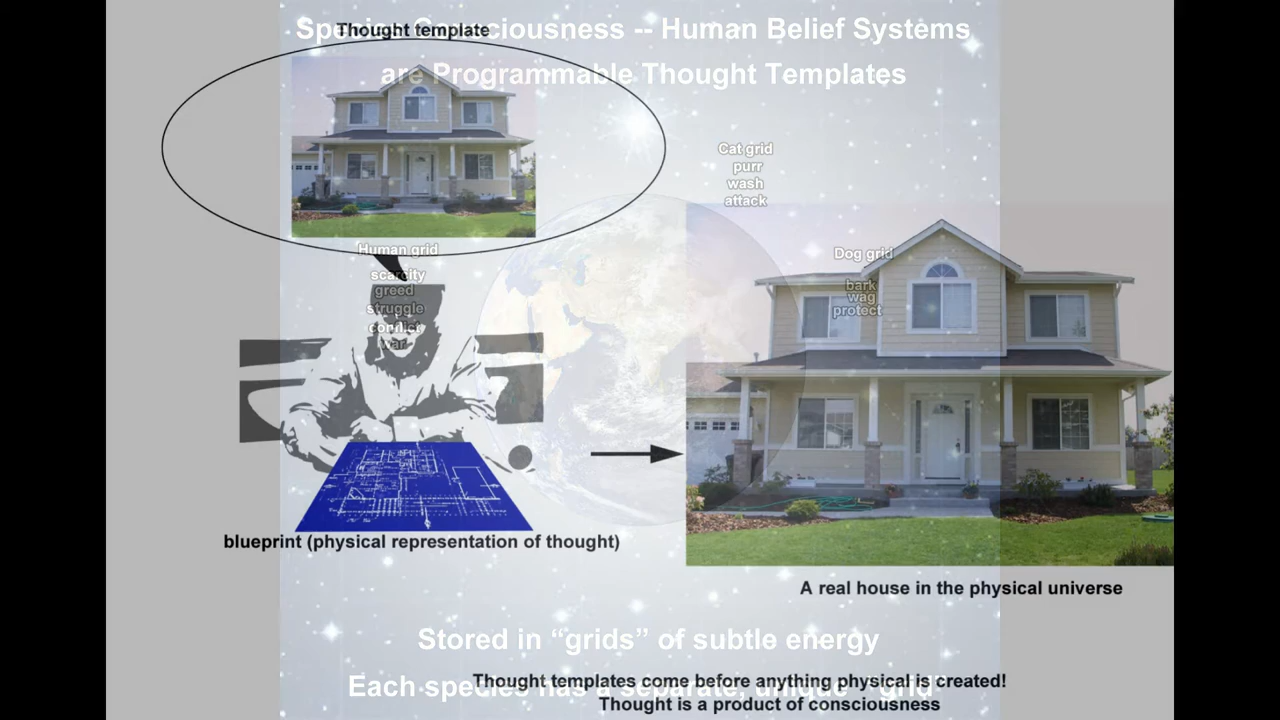 Species Consciousness -- Human Belief Systems
are Programmable Thought Templates
Thought template
Cat grid
purr
wash
attack
Human grid
scarcity
greed
struggle
conflict
war
Dog grid
bark
wag
protect
blueprint (physical representation of thought)
A real house in the physical universe
Stored in “grids” of subtle energy
Each species has a separate, unique “grid”
Thought templates come before anything physical is created!
Thought is a product of consciousness